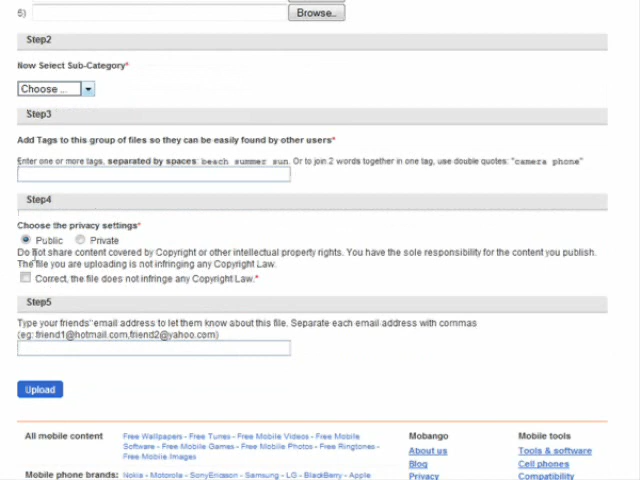 5) Browse..
Step2
Now Select Sub-Category*
Choose ...
Step3
Add Tags to this group of files so they can be easily found by other users*
Enter one or more tags, separated by spaces: beach summer sun. Or to join 2 words together in one tag, use double quotes: "camera phone"
Step4
Choose the privacy settings*
Public Private
Do not share content covered by Copyright or other intellectual property rights. You have the sole responsibility for the content you publish.
The file you are uploading is not infringing any Copyright Law.
Correct, the file does not infringe any Copyright Law.*
Step5
Type your friends'' email address to let them know about this file. Separate each email address with commas
(eg: friend1@hotmail.com,friend2@yahoo.com)
Upload
All mobile content
Free Wallpapers - Free Tunes - Free Mobile Videos - Free Mobile
Software - Free Mobile Games - Free Mobile Photos - Free Ringtones -
Free Mobile Images
Mobile phone brands: Nokia - Motorola - SonyEricsson - Samsung - LG - BlackBerry - Apple
Mobango
About us
Blog
Privacy
Mobile tools
Tools & software
Cell phones
Compatibility